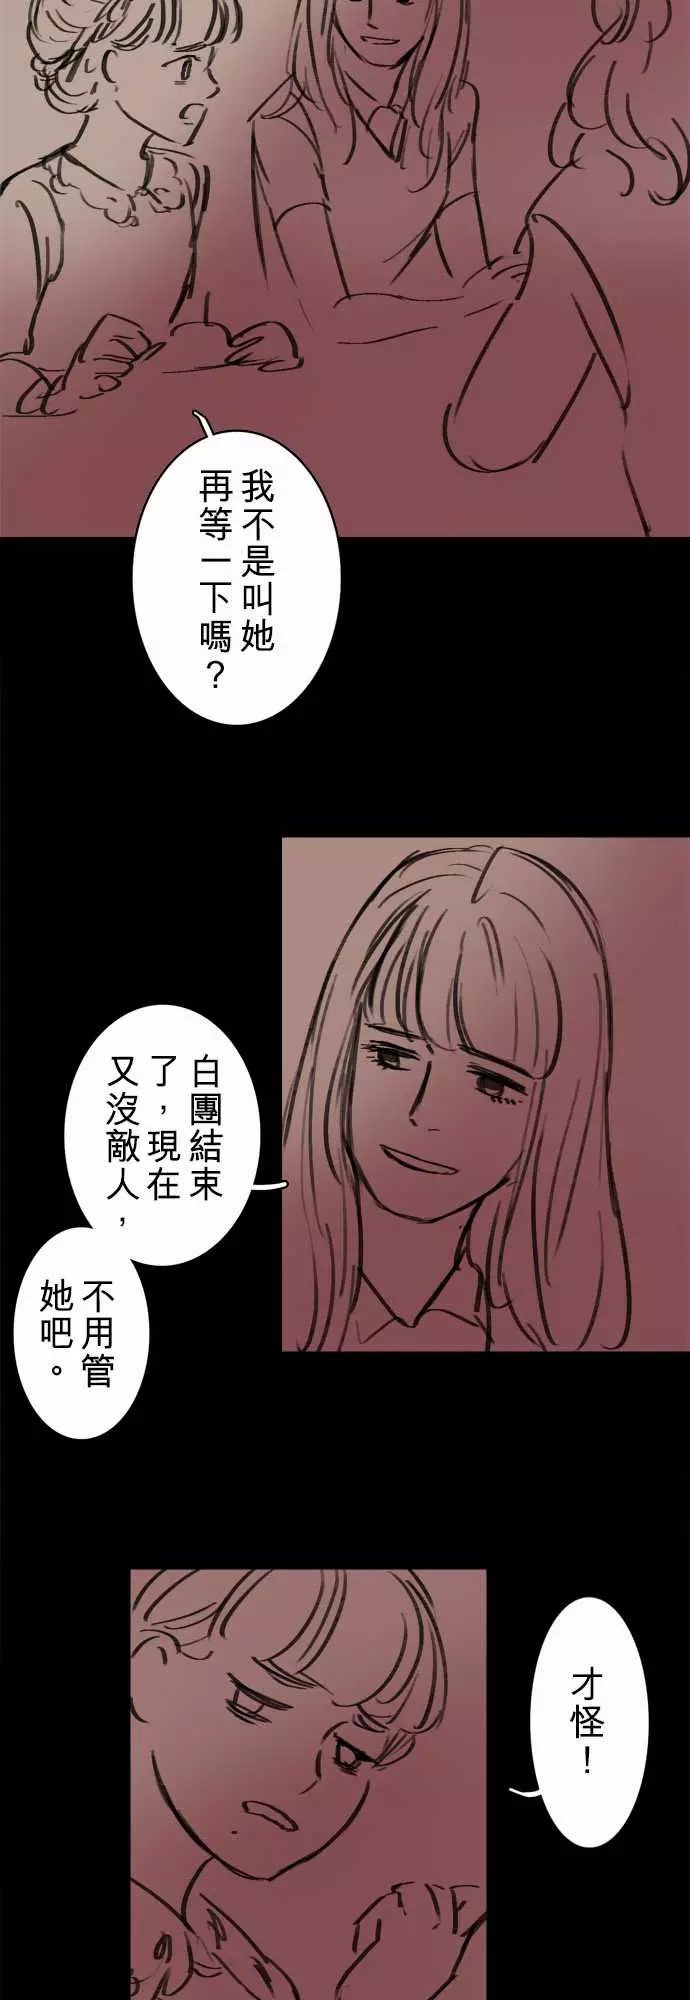 我不是叫她
再等一下嗎？
白團結束
了，現在
又沒敵人，
不用管
她吧。
才怪！